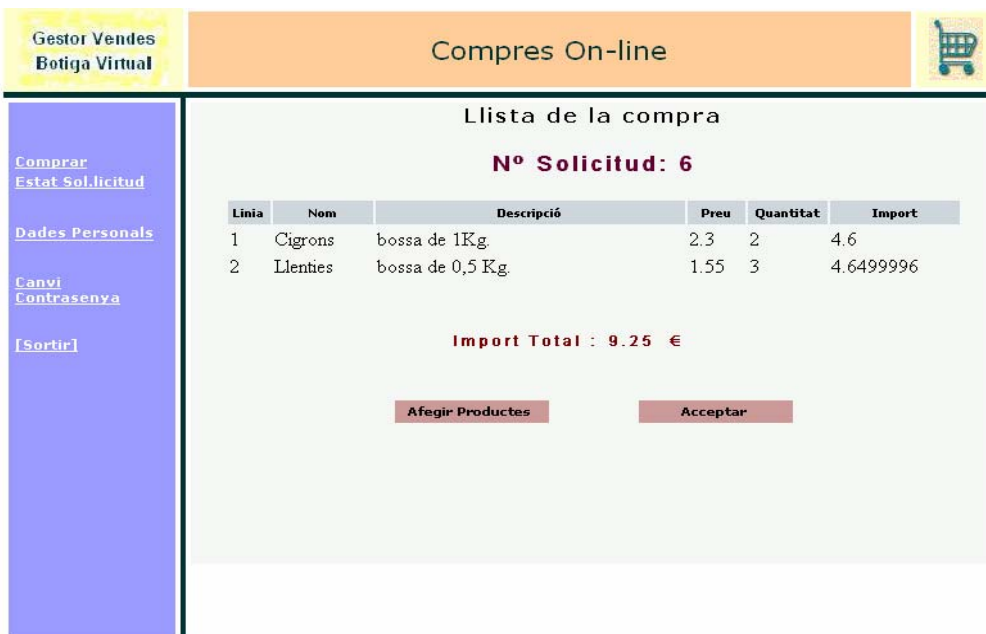 Gestor Vendes
Botiga Virtual
Compres On-line
Comprar
Estat Sol.licitud
Dades Personals
Canvi
Contrasenya
[Sortir]
Llista de la compra
Nº Solicitud: 6
Linia Nom Descripció Preu Quantitat Import
1 Cigrons bossa de 1Kg. 2.3 2 4.6
2 Llenties bossa de 0,5 Kg. 1.55 3 4.6499996
Import Total : 9.25 €
Afegir Productes Acceptar